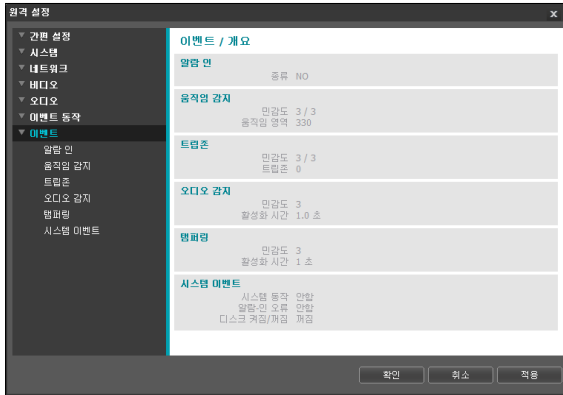 원격 설정
x
간편 설정
시스템
네트워크
비디오
오디오
이벤트 동작
이벤트
알람 인
움직임 감지
트립존
오디오 감지
탬퍼링
시스템 이벤트
이벤트 / 개요
알람 인
종류 NO
움직임 감지
민감도 3 / 3
움직임 영역 330
트립존
민감도 3 / 3
트립존 0
오디오 감지
민감도 3
활성화 시간 1.0 초
탬퍼링
민감도 3
활성화 시간 1 초
시스템 이벤트
시스템 동작 안함
알람-인 오류 안함
디스크 켜짐/꺼짐 꺼짐
확인 취소 적용